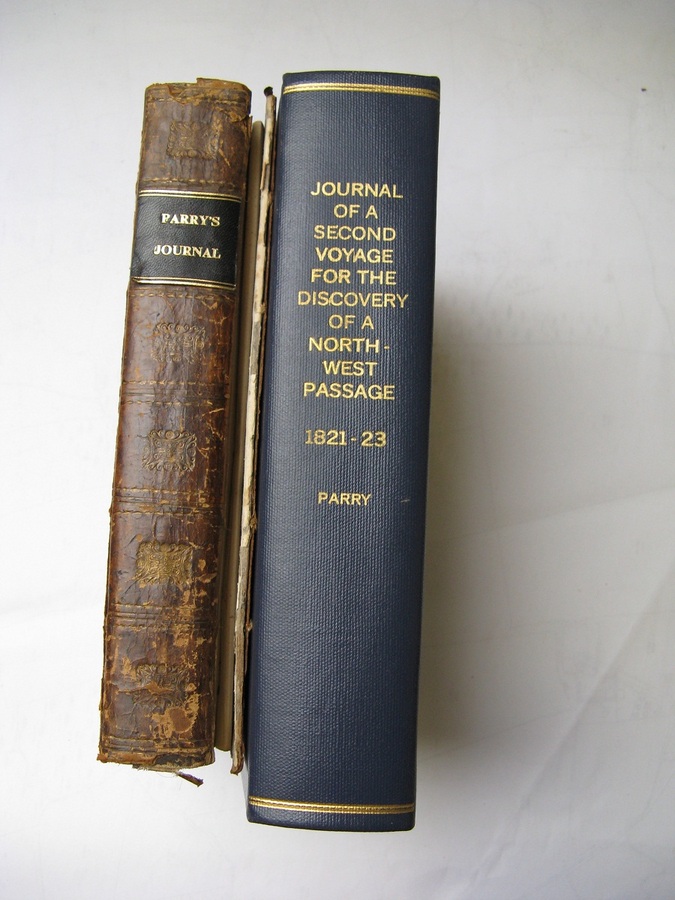 PARRY'S
JOURNAL
JOURNAL
OF A
SECOND
VOYAGE
FOR THE
DISCOVERY
OF A
NORTH-
WEST
PASSAGE
1821-23
PARRY